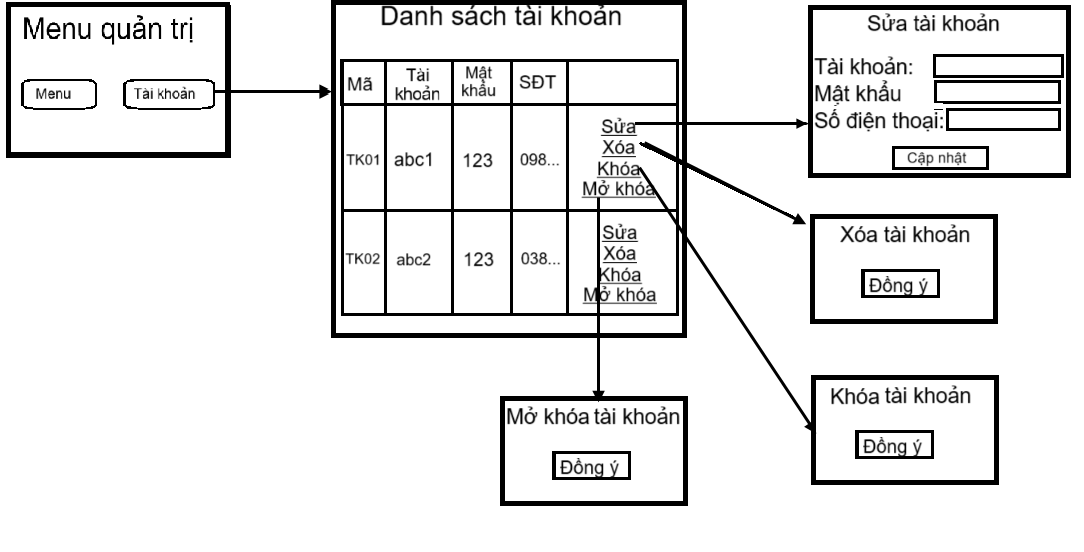 Menu quản trị
Menu
Tài khoản
Danh sách tài khoản
Mã
Tài khoản
Mật khẩu
SĐT
TK01
abc1
123
098...
Sửa
Xóa
Khóa
Mở khóa
TK02
abc2
123
038...
Sửa
Xóa
Khóa
Mở khóa
Sửa tài khoản
Tài khoản:
Mật khẩu
Số điện thoại:
Cập nhật
Xóa tài khoản
Đồng ý
Khóa tài khoản
Đồng ý
Mở khóa tài khoản
Đồng ý